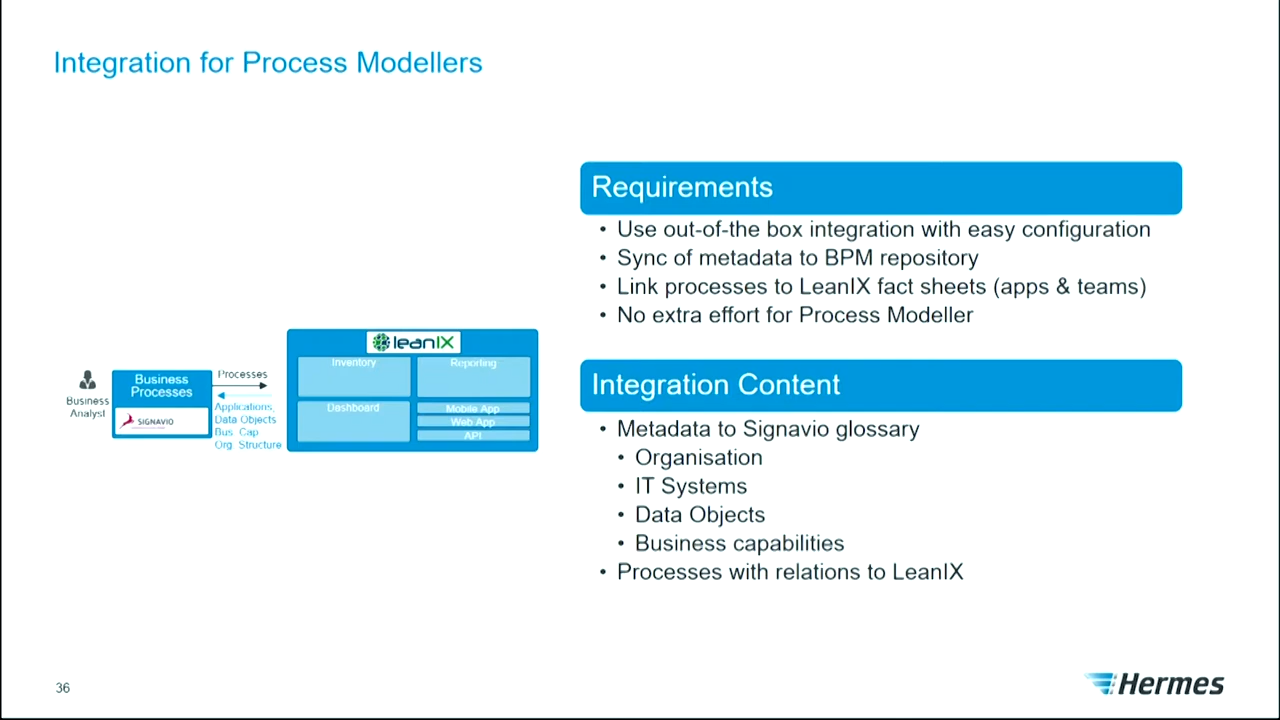 Integration for Process Modellers
Requirements
• Use out-of-the box integration with easy configuration
• Sync of metadata to BPM repository
• Link processes to LeanIX fact sheets (apps & teams)
• No extra effort for Process Modeller
Integration Content
• Metadata to Signavio glossary
• Organisation
• IT Systems
• Data Objects
• Business capabilities
• Processes with relations to LeanIX
Business
Analyst
Business
Processes
SIGNAVIO
Processes
Applications,
Data Objects
Bus. Cap
Org. Structure
leanIX
Inventory
Reporting
Dashboard
Mobile App
Web App
API
36
Hermes